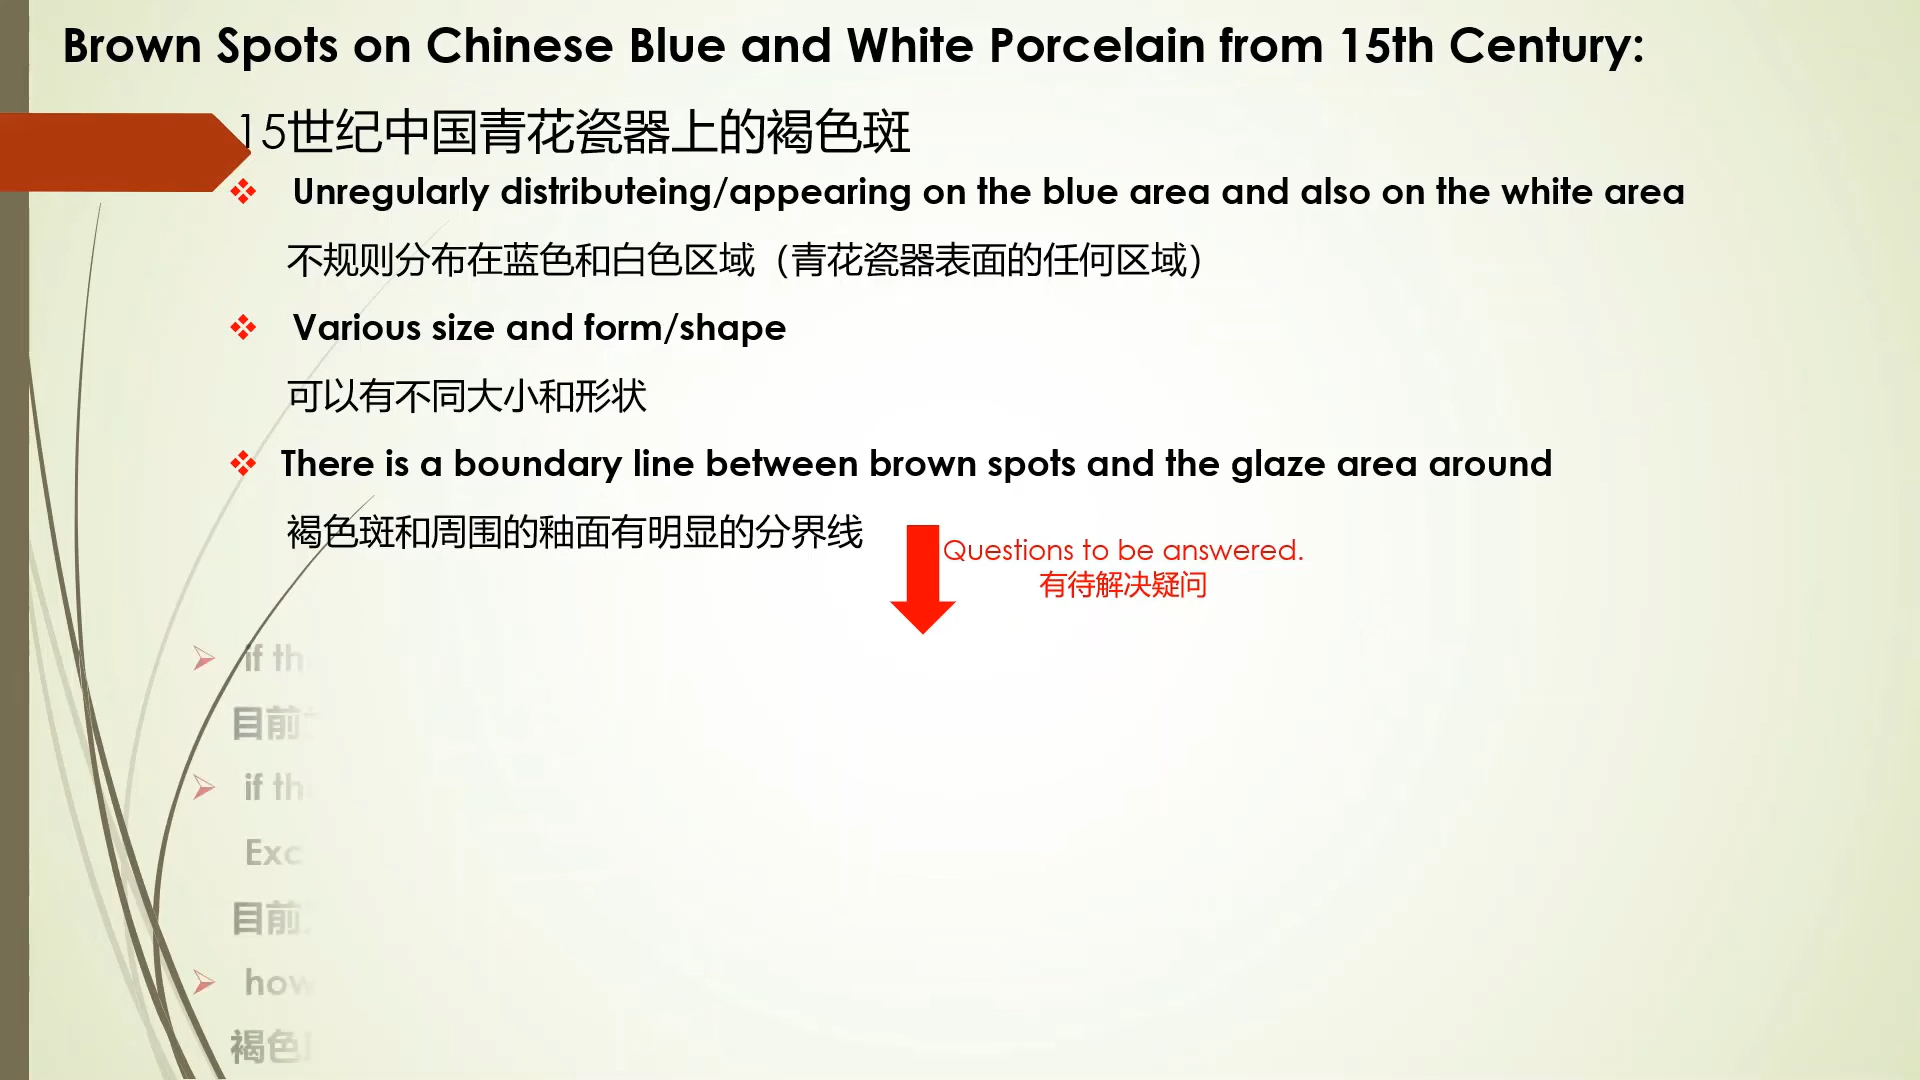 Brown Spots on Chinese Blue and White Porcelain from 15th Century:
15世纪中国青花瓷器上的褐色斑
Unregularly distributeing/appearing on the blue area and also on the white area
不规则分布在蓝色和白色区域（青花瓷器表面的任何区域）
Various size and form/shape
可以有不同大小和形状
There is a boundary line between brown spots and the glaze area around
褐色斑和周围的釉面有明显的分界线
Questions to be answered.
有待解决疑问
if
目前
if
目前
how
褐色